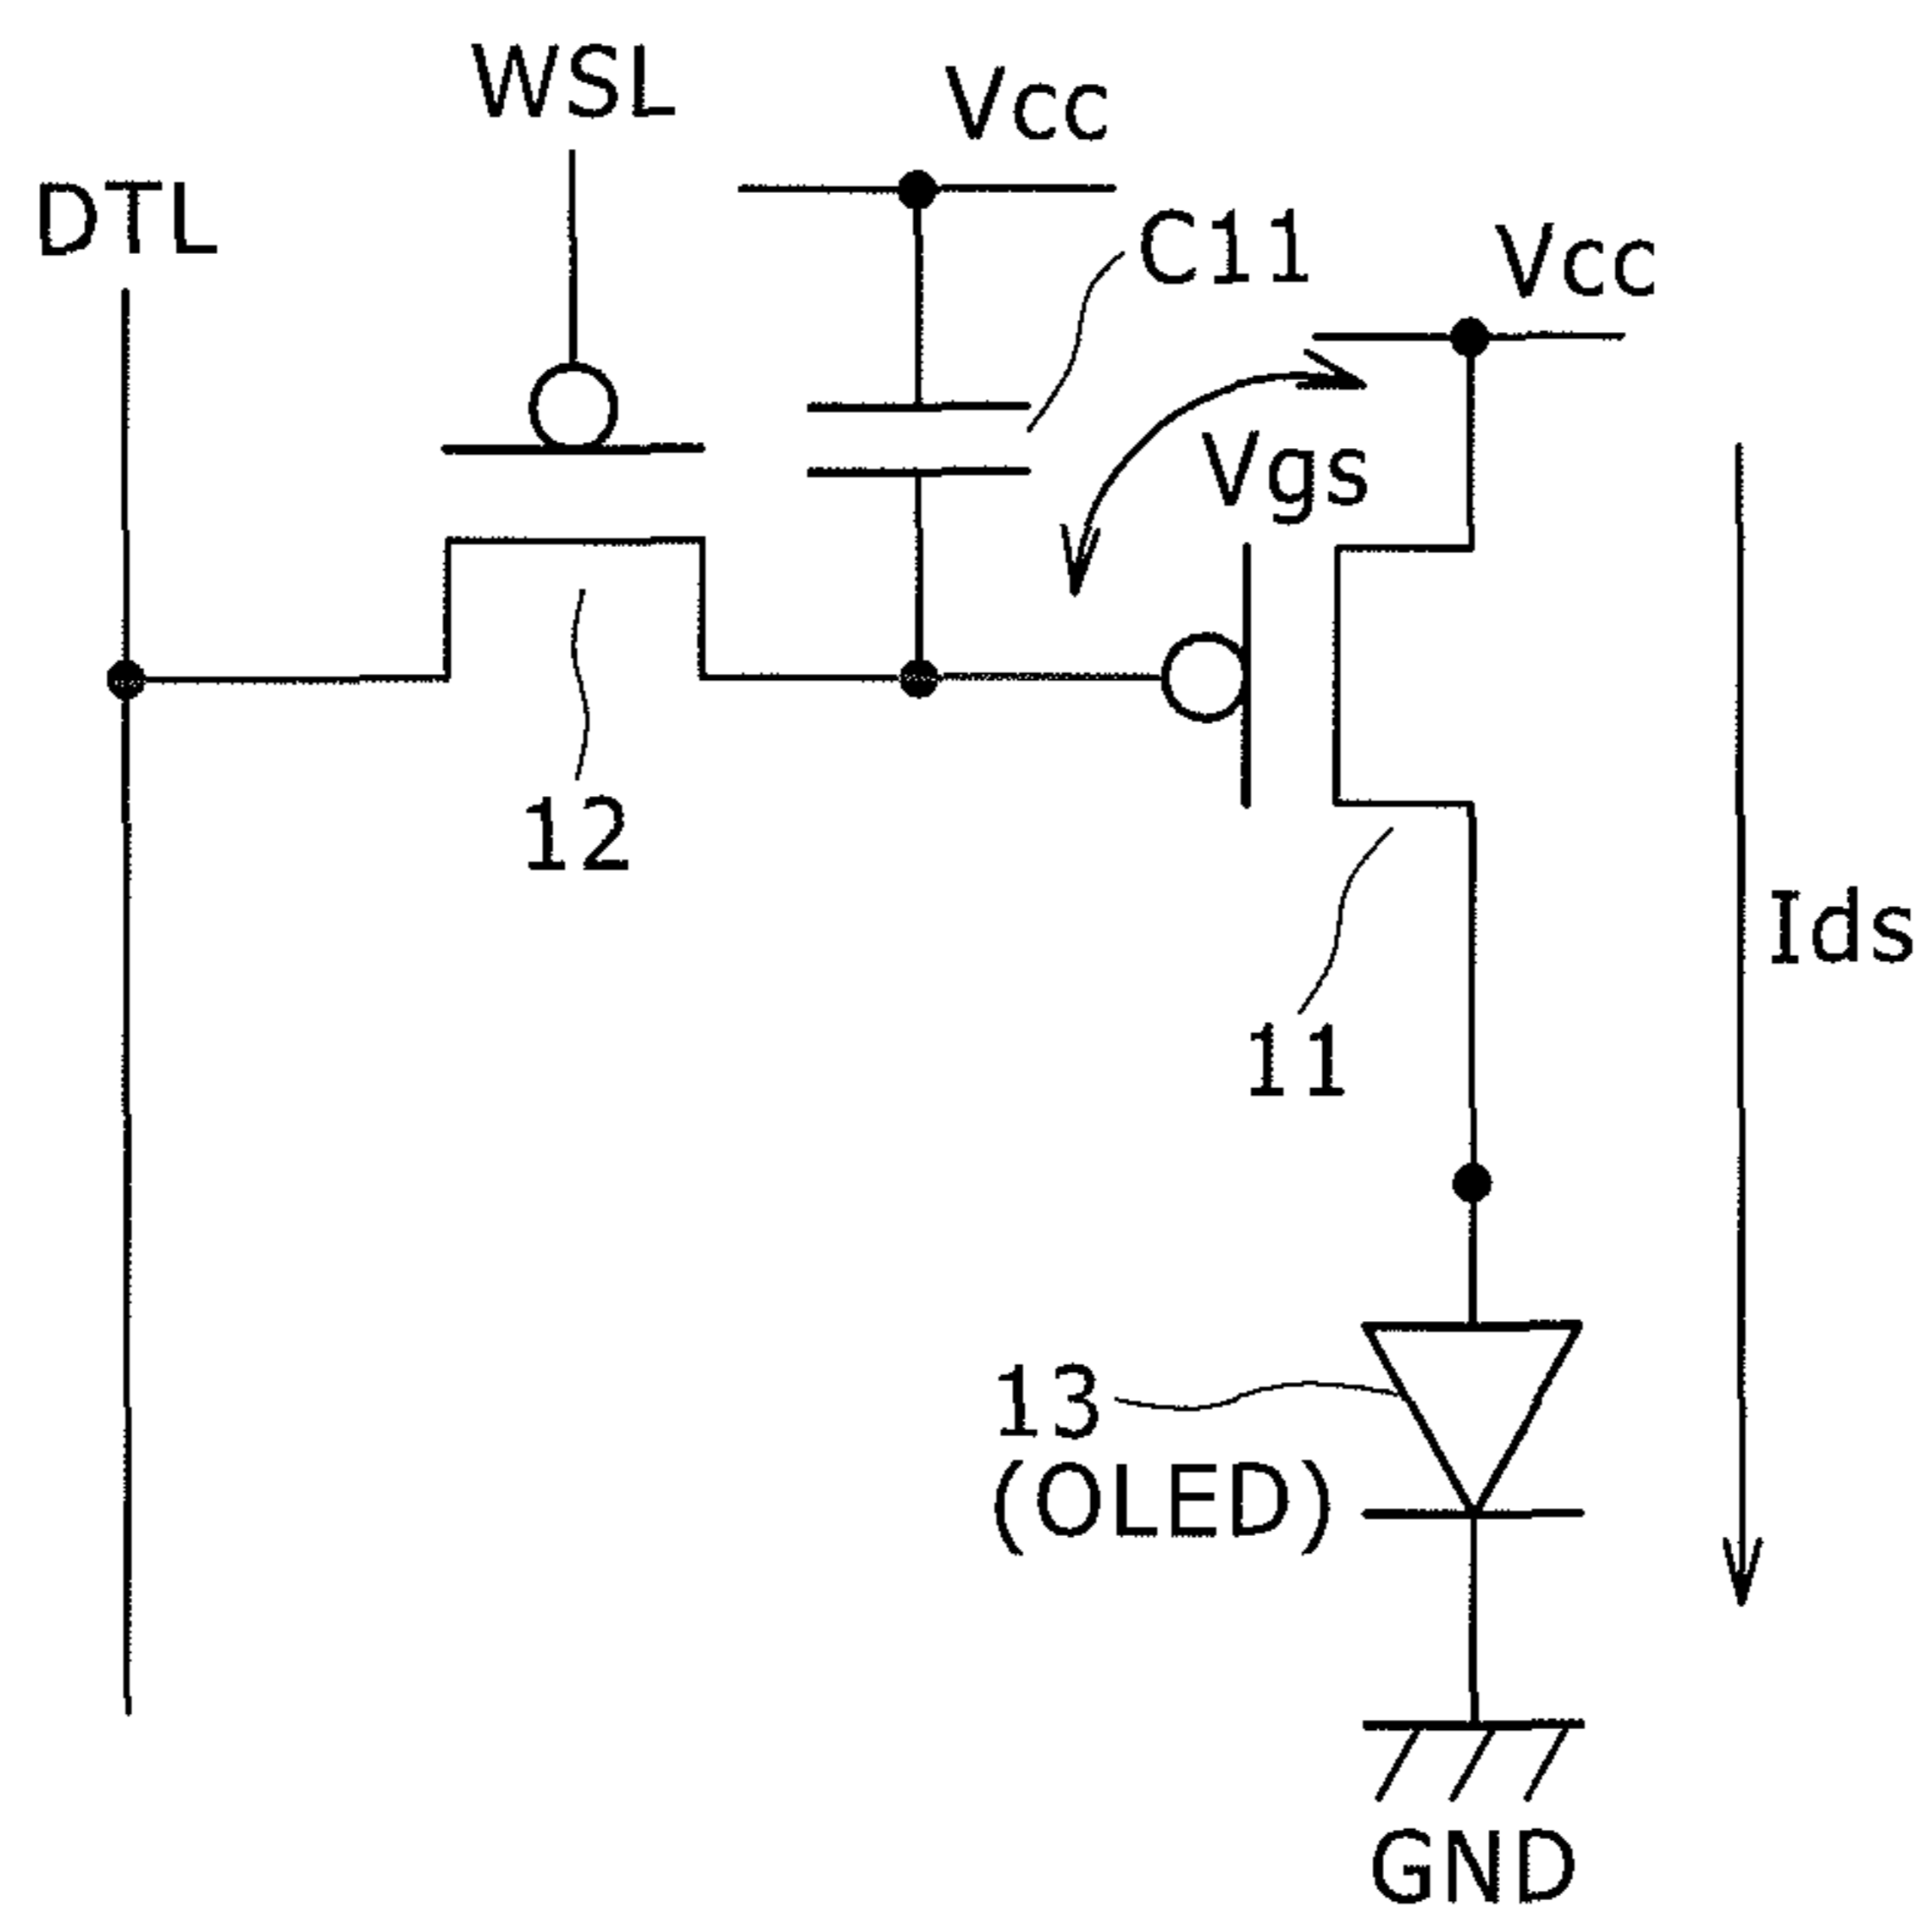 WSL
Vcc
DTL
C11
Vcc
Vgs
12
Ids
11
13
(OLED)
GND